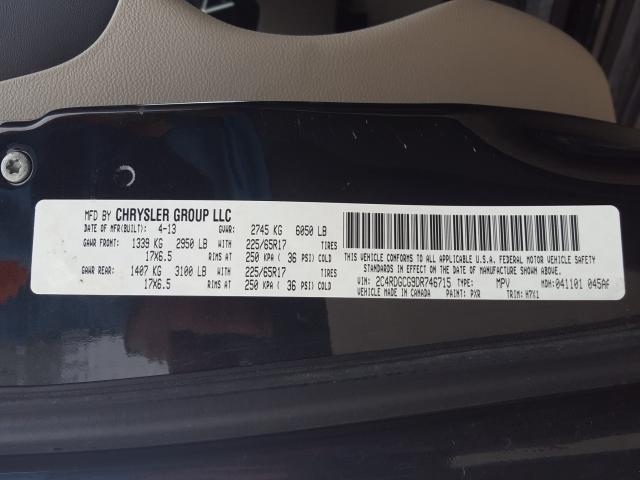 MFD BY CHRYSLER GROUP LLC
DATE OF MFR(BUILT): 4-13 GVWR: 2745 KG 6050 LB
GAWR FRONT: 1339 KG 2950 LB WITH 225/65R17 TIRES
17X6.5 RIMS AT 250 KPA ( 36 PSI) COLD
GAWR REAR: 1407 KG 3100 LB WITH 225/65R17 TIRES
17X6.5 RIMS AT 250 KPA ( 36 PSI) COLD
THIS VEHICLE CONFORMS TO ALL APPLICABLE U.S.A. FEDERAL MOTOR VEHICLE SAFETY
STANDARDS IN EFFECT ON THE DATE OF MANUFACTURE SHOWN ABOVE.
VIN: 2C4RDGCG9DR746715 TYPE: MPV MDH:041101 045AF
VEHICLE MADE IN CANADA PAINT: PXR TRIM: H7X1